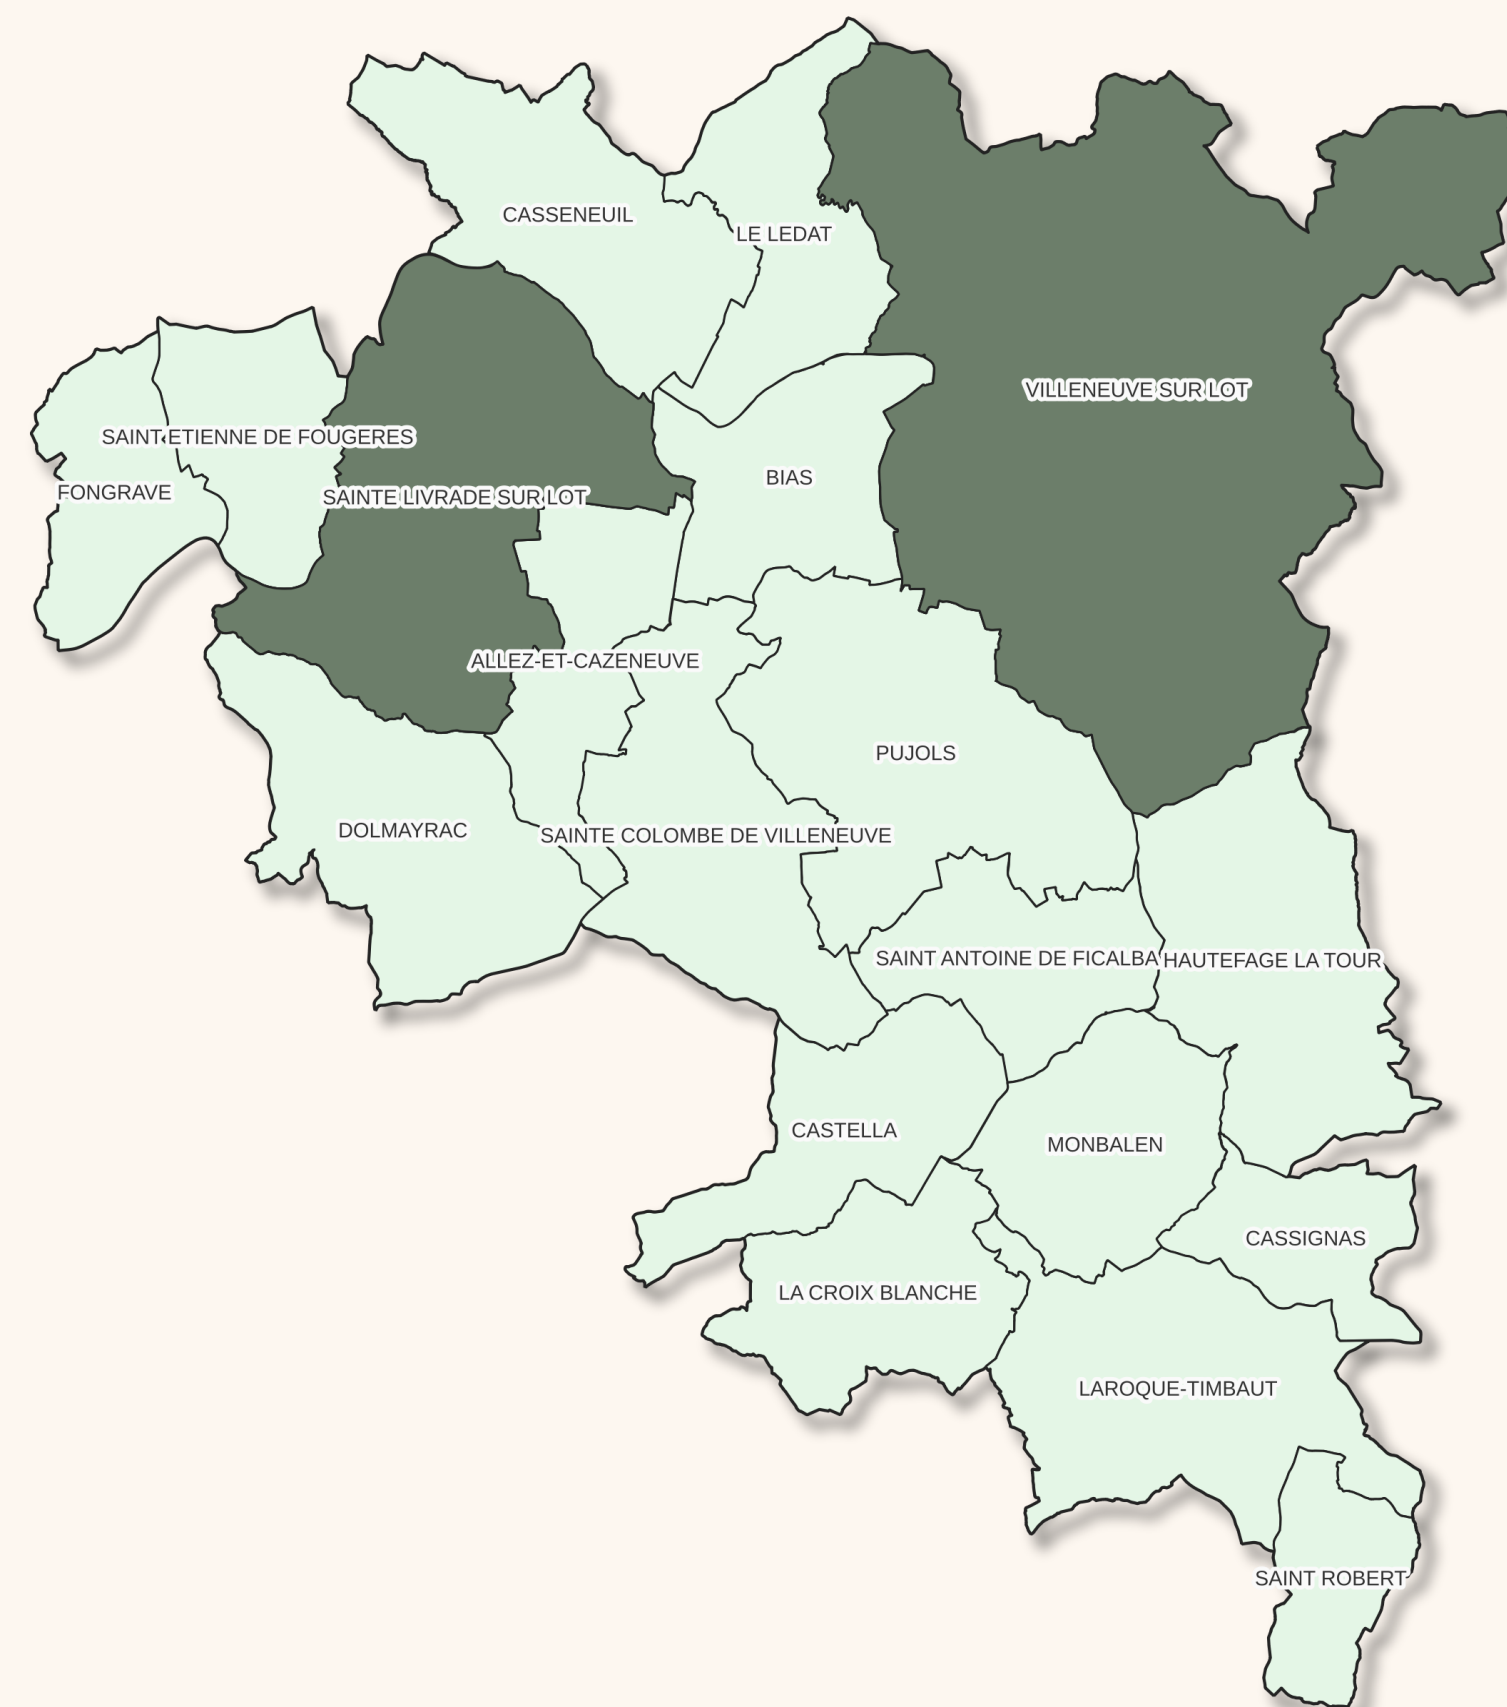 CASSENEUIL
LE LEDAT
VILLENEUVE SUR LOT
SAINT ETIENNE DE FOUGERES
BIAS
FONGRAVE
SAINTE LIVRADE SUR LOT
ALLEZ-ET-CAZENEUVE
PUJOLS
DOLMAYRAC
SAINTE COLOMBE DE VILLENEUVE
SAINT ANTOINE DE FICALBA
HAUTEFAGE LA TOUR
CASTELLA
MONBALEN
CASSIGNAS
LA CROIX BLANCHE
LAROQUE-TIMBAUT
SAINT ROBERT